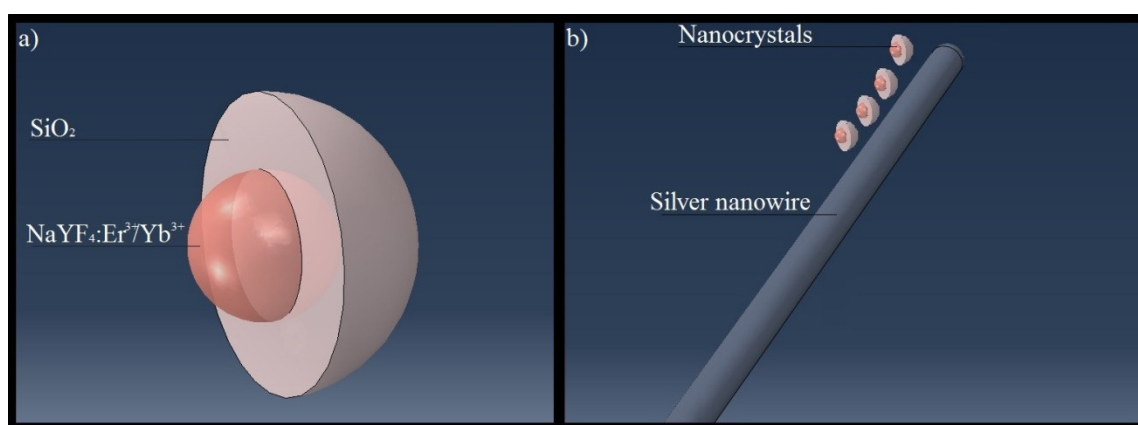 a)
SiO₂
NaYF₄:Er³⁺/Yb³⁺
b)
Nanocrystals
Silver nanowire